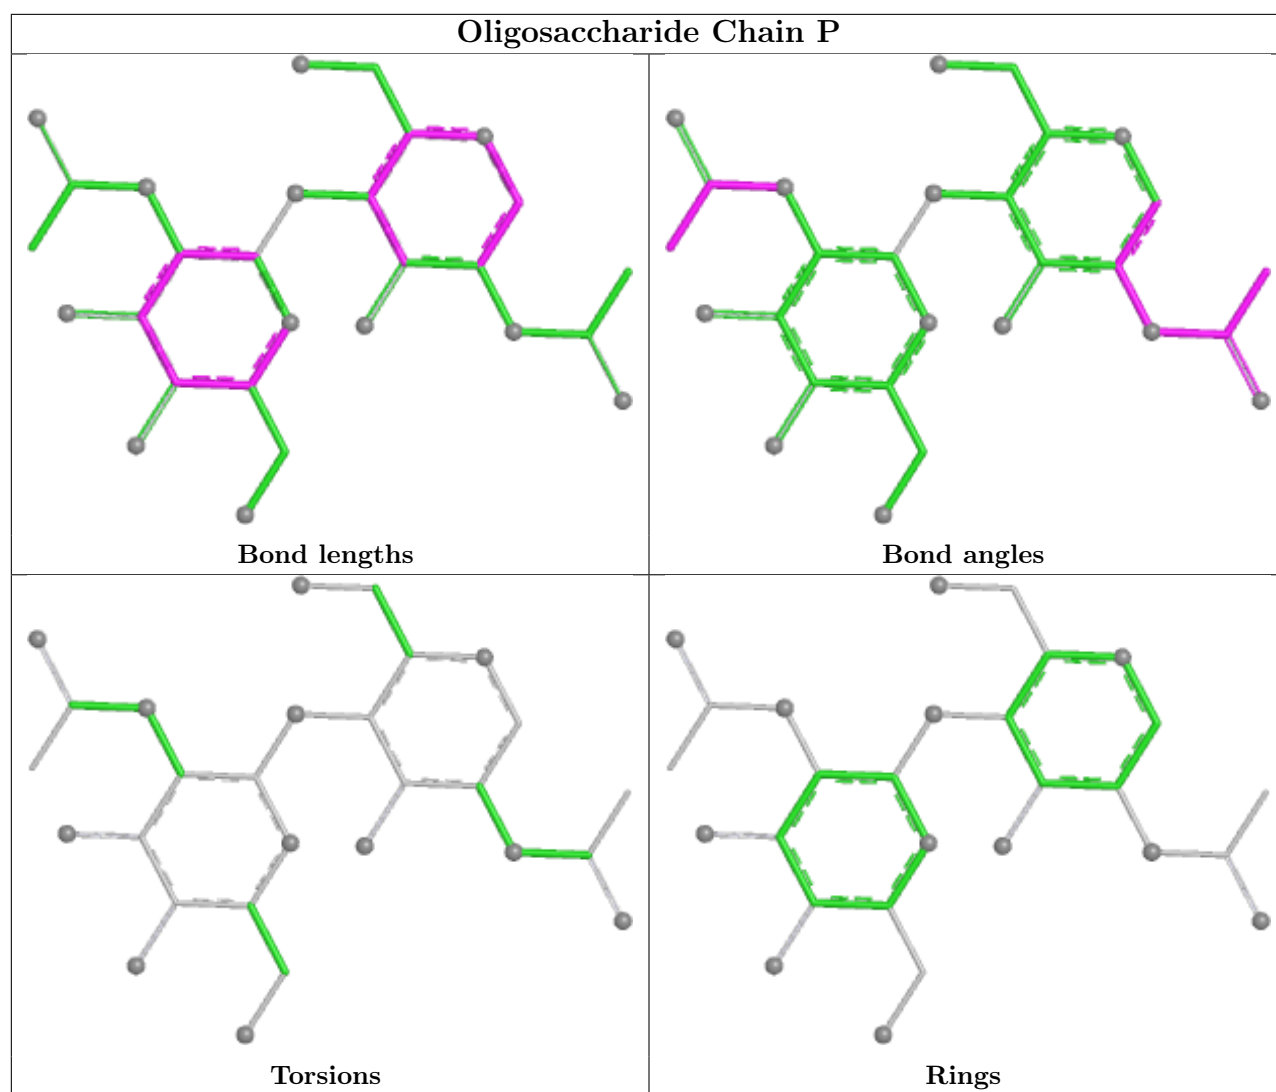 Oligosaccharide Chain P
Bond lengths
Bond angles
Torsions
Rings